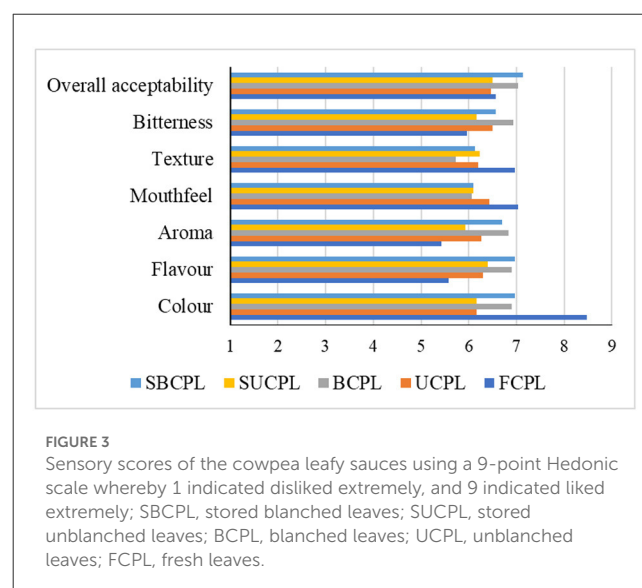 Overall acceptability
Bitterness
Texture
Mouthfeel
Aroma
Flavour
Colour
1 2 3 4 5 6 7 8 9
SBCPL SUCPL BCPL UCPL FCPL
FIGURE 3
Sensory scores of the cowpea leafy sauces using a 9-point Hedonic
scale whereby 1 indicated disliked extremely, and 9 indicated liked
extremely; SBCPL, stored blanched leaves; SUCPL, stored
unblanched leaves; BCPL, blanched leaves; UCPL, unblanched
leaves; FCPL, fresh leaves.